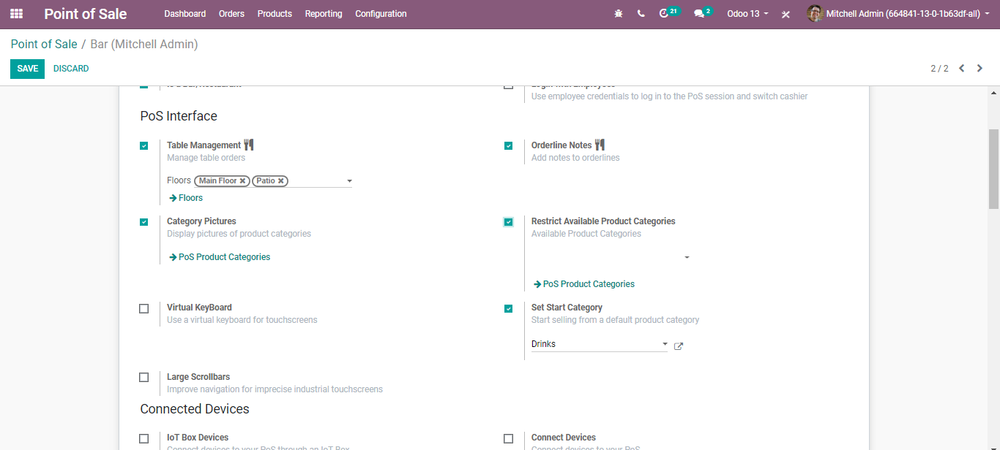 Point of Sale Dashboard Orders Products Reporting Configuration 21 2 Odoo 13 Mitchell Admin (664841-13-0-1b63df-all)
Point of Sale / Bar (Mitchell Admin)
SAVE DISCARD 2 / 2
Is a Bar/Restaurant Login with Employees
Use employee credentials to log in to the PoS session and switch cashier
PoS Interface
Table Management Orderline Notes
Manage table orders Add notes to orderlines
Floors Main Floor Patio
Floors
Category Pictures Restrict Available Product Categories
Display pictures of product categories Available Product Categories
PoS Product Categories
PoS Product Categories
Virtual KeyBoard Set Start Category
Use a virtual keyboard for touchscreens Start selling from a default product category
Drinks
Large Scrollbars
Improve navigation for imprecise industrial touchscreens
Connected Devices
IoT Box Devices Connect Devices
Connect devices to your PoS through an IoT Box Connect devices to your PoS